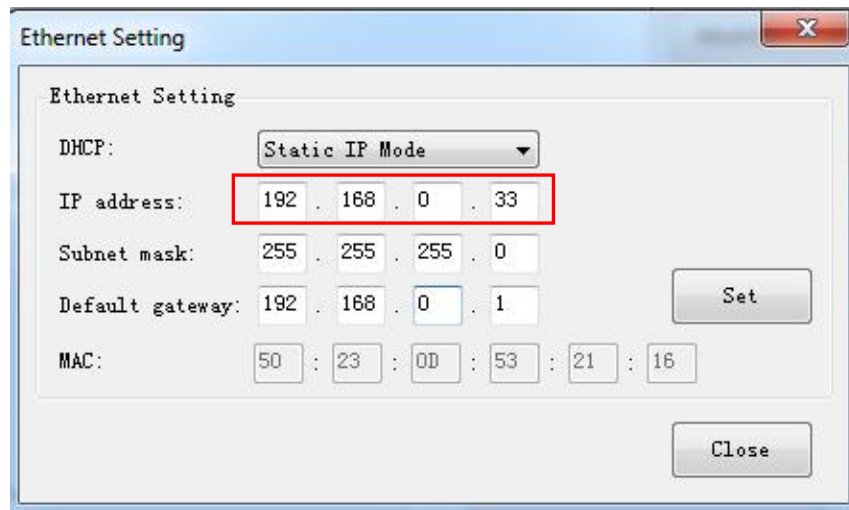 Ethernet Setting
Ethernet Setting
DHCP: Static IP Mode
IP address: 192 . 168 . 0 . 33
Subnet mask: 255 . 255 . 255 . 0
Default gateway: 192 . 168 . 0 . 1
Set
MAC: 50 : 23 : 0D : 53 : 21 : 16
Close